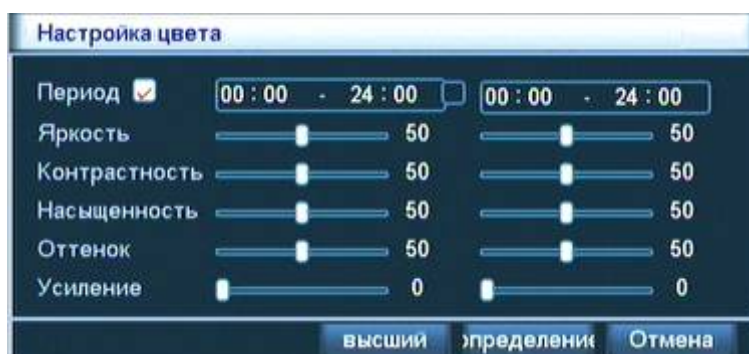 Настройка цвета
Период 00:00 - 24:00 00:00 - 24:00
Яркость 50 50
Контрастность 50 50
Насыщенность 50 50
Оттенок 50 50
Усиление 0 0
высший Отмена